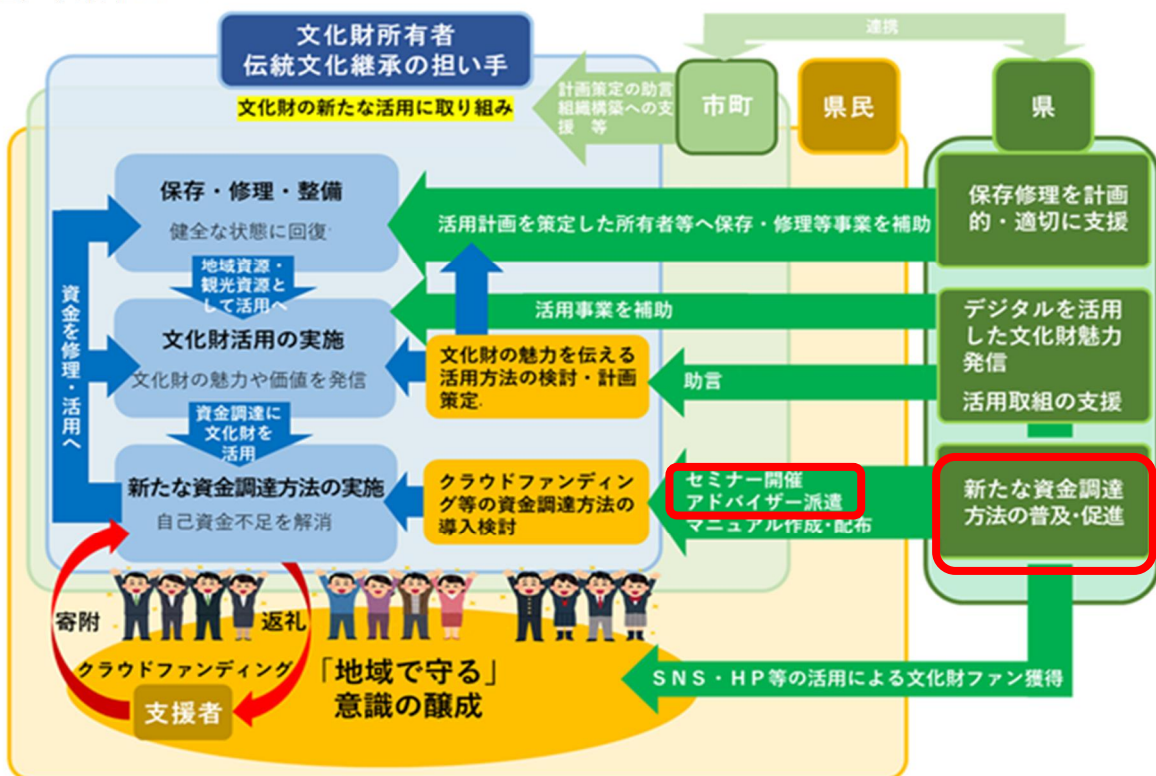 文化財所有者
伝統文化継承の担い手
文化財の新たな活用に取り組み
連携
計画策定の助言
組織構築への支
援 等
市町
県民
県
保存・修理・整備
健全な状態に回復
活用計画を策定した所有者等へ保存・修理等事業を補助
保存修理を計画
的・適切に支援
地域資源・
観光資源と
して活用へ
資金を修理・活用へ
活用事業を補助
文化財活用の実施
文化財の魅力や価値を発信
文化財の魅力を伝える
活用方法の検討・計画
策定.
助言
デジタルを活用
した文化財魅力
発信
活用取組の支援
資金調達に
文化財を
活用
新たな資金調達方法の実施
自己資金不足を解消
クラウドファンディン
グ等の資金調達方法の
導入検討
セミナー開催
アドバイザー派遣
マニュアル作成・配布
新たな資金調達
方法の普及・促進
寄附
返礼
クラウドファンディング
支援者
「地域で守る」
意識の醸成
SNS・HP等の活用による文化財ファン獲得